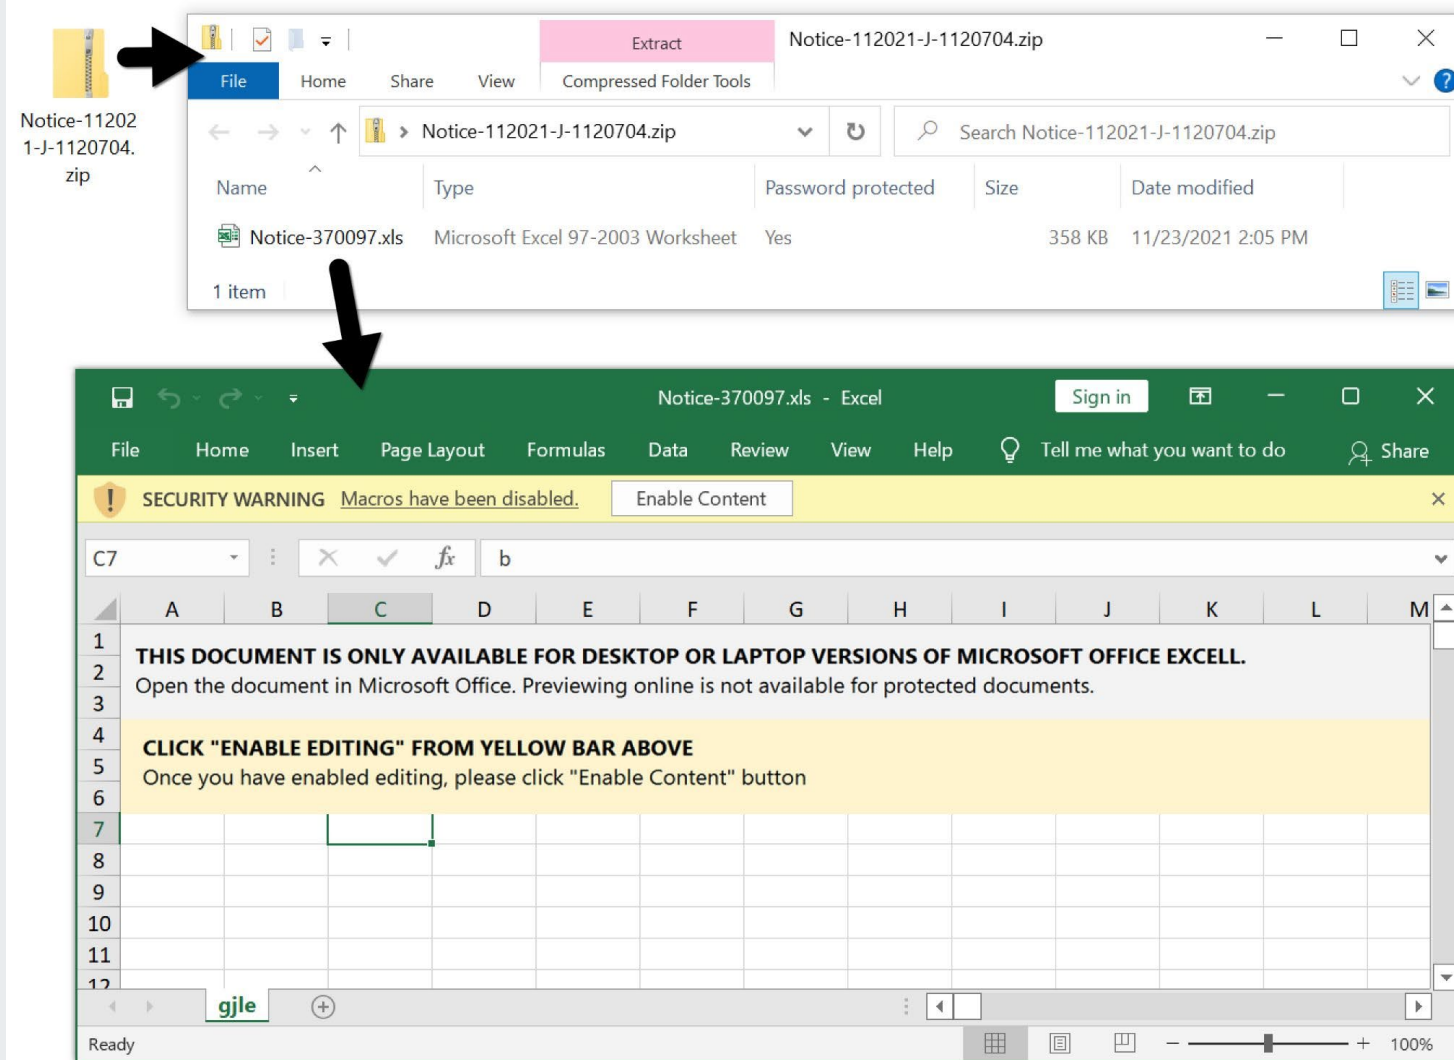 Notice-11202
1-J-1120704.
zip
Extract
Notice-112021-J-1120704.zip
File Home Share View Compressed Folder Tools
Notice-112021-J-1120704.zip
Search Notice-112021-J-1120704.zip
Name Type Password protected Size Date modified
Notice-370097.xls Microsoft Excel 97-2003 Worksheet Yes 358 KB 11/23/2021 2:05 PM
1 item
Notice-370097.xls - Excel
Sign in
File Home Insert Page Layout Formulas Data Review View Help Tell me what you want to do Share
SECURITY WARNING Macros have been disabled. Enable Content
C7 fx b
A B C D E F G H I J K L M
1
THIS DOCUMENT IS ONLY AVAILABLE FOR DESKTOP OR LAPTOP VERSIONS OF MICROSOFT OFFICE EXCELL.
2
Open the document in Microsoft Office. Previewing online is not available for protected documents.
3
4
CLICK "ENABLE EDITING" FROM YELLOW BAR ABOVE
5
Once you have enabled editing, please click "Enable Content" button
6
7
8
9
10
11
12
gjle
Ready
100%